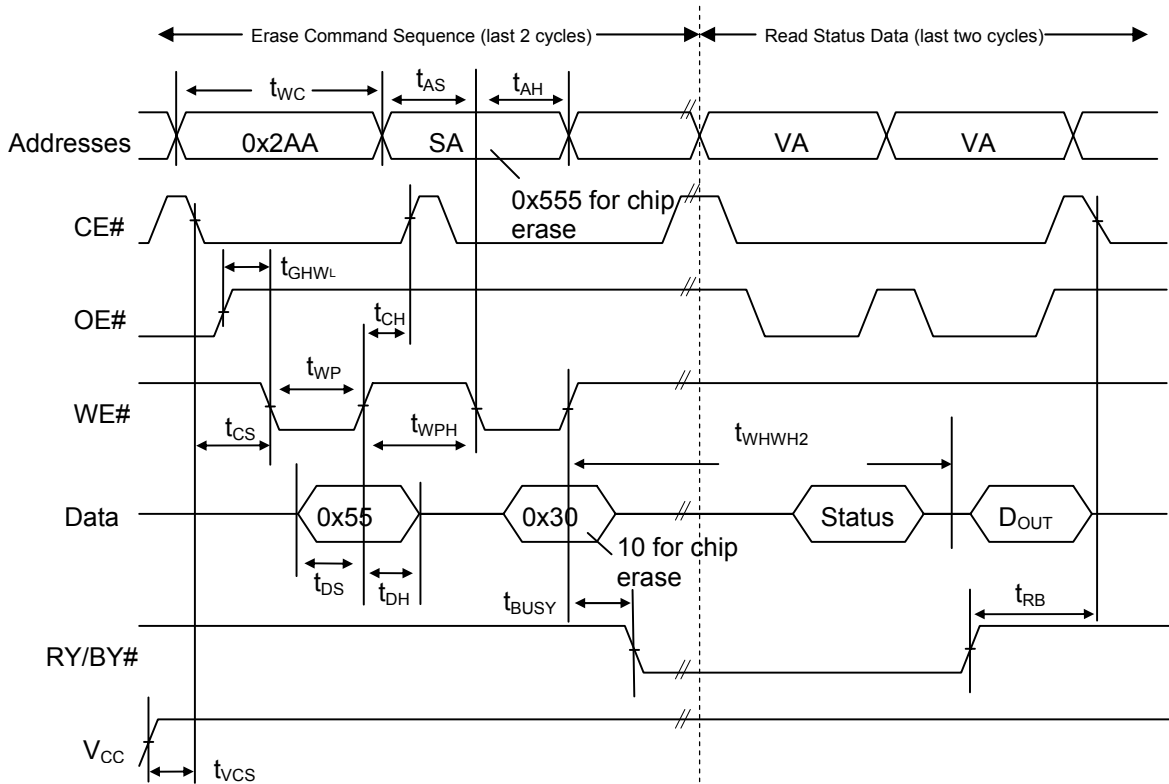 Erase Command Sequence (last 2 cycles)
Read Status Data (last two cycles)
tWC
tAS
tAH
Addresses
0x2AA
SA
VA
VA
0x555 for chip
erase
CE#
tGHWL
OE#
tCH
tWP
WE#
tCS
tWPH
tWHWH2
Data
0x55
0x30
Status
DOUT
10 for chip
erase
tDS
tDH
tBUSY
tRB
RY/BY#
VCC
tVCS